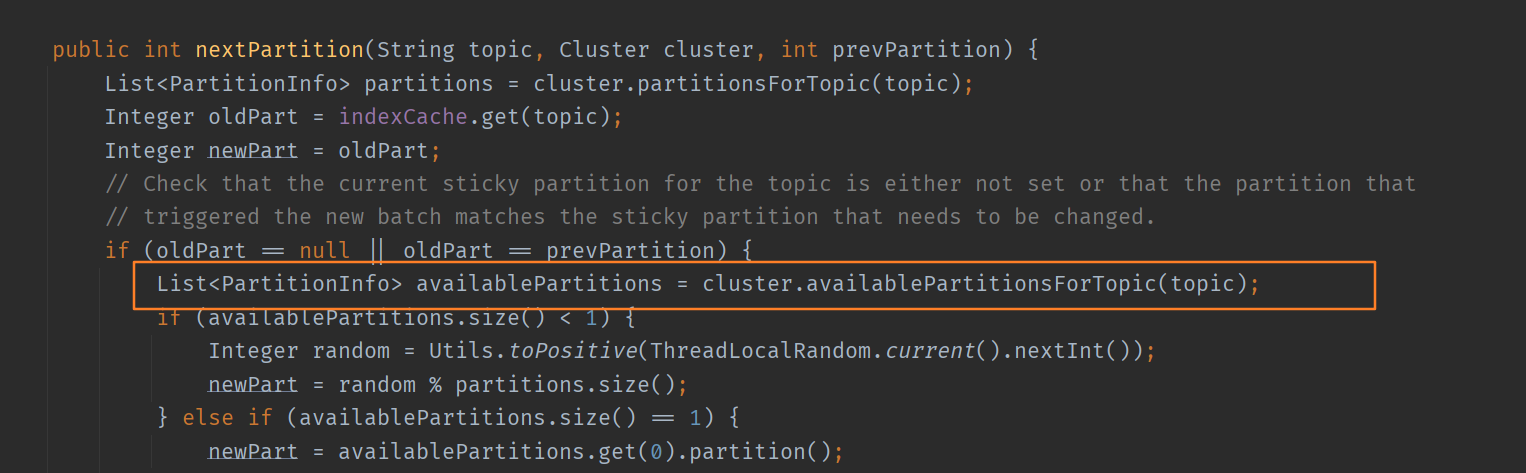 public int nextPartition(String topic, Cluster cluster, int prevPartition) {
List<PartitionInfo> partitions = cluster.partitionsForTopic(topic);
Integer oldPart = indexCache.get(topic);
Integer newPart = oldPart;
// Check that the current sticky partition for the topic is either not set or that the partition that
// triggered the new batch matches the sticky partition that needs to be changed.
if (oldPart == null || oldPart == prevPartition) {
List<PartitionInfo> availablePartitions = cluster.availablePartitionsForTopic(topic);
if (availablePartitions.size() < 1) {
Integer random = Utils.toPositive(ThreadLocalRandom.current().nextInt());
newPart = random % partitions.size();
} else if (availablePartitions.size() == 1) {
newPart = availablePartitions.get(0).partition();